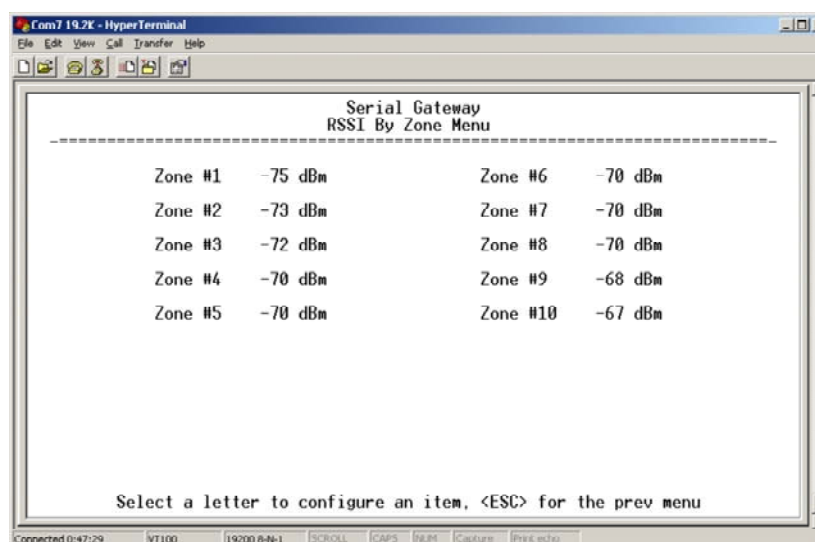 Com7 19.2K - HyperTerminal
File Edit View Call Transfer Help
Serial Gateway
RSSI By Zone Menu
-==========================================================================-
Zone #1 -75 dBm Zone #6 -70 dBm
Zone #2 -73 dBm Zone #7 -70 dBm
Zone #3 -72 dBm Zone #8 -70 dBm
Zone #4 -70 dBm Zone #9 -68 dBm
Zone #5 -70 dBm Zone #10 -67 dBm
Select a letter to configure an item, <ESC> for the prev menu
Connected 0:47:29 VT100 19200 8-N-1 SCROLL CAPS NUM Capture Print echo